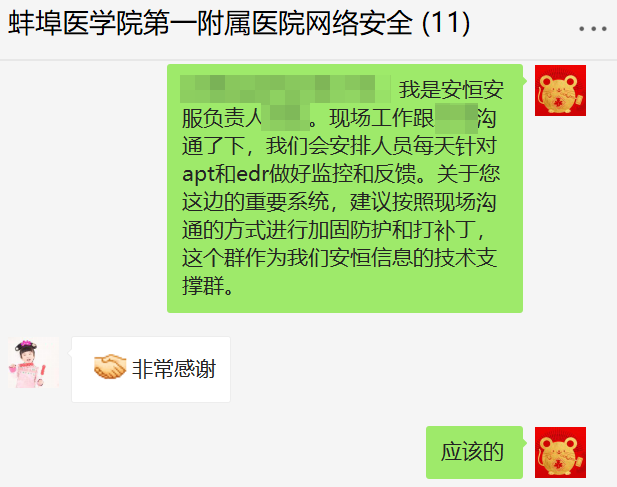 蚌埠医学院第一附属医院网络安全 (11)
我是安恒安
服负责人 。现场工作跟 沟
通了下，我们会安排人员每天针对
apt和edr做好监控和反馈。关于您
这边的重要系统，建议按照现场沟
通的方式进行加固防护和打补丁，
这个群作为我们安恒信息的技术支
撑群。
非常感谢
应该的